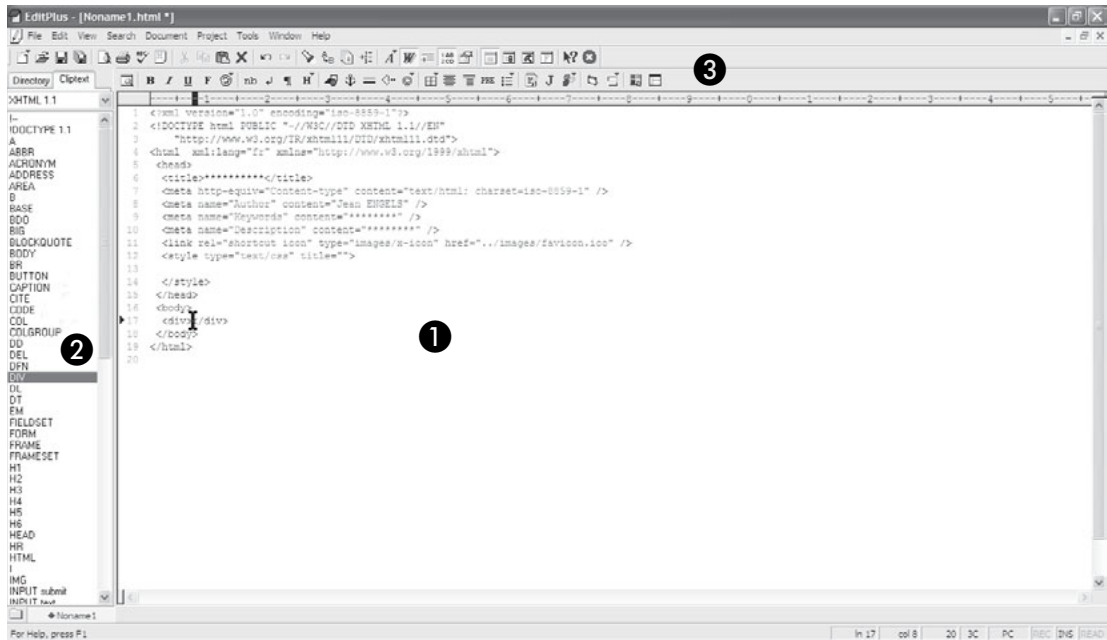 EditPlus - [Noname1.html *]
File Edit View Search Document Project Tools Window Help
Directory Cliptext
B I U F nb
3
XHTML 1.1
!--
!DOCTYPE 1.1
A
ABBR
ACRONYM
ADDRESS
AREA
B
BASE
BDO
BIG
BLOCKQUOTE
BODY
BR
BUTTON
CAPTION
CITE
CODE
COL
COLGROUP
DD
DEL
DFN
DIV
DL
DT
EM
FIELDSET
FORM
FRAME
FRAMESET
H1
H2
H3
H4
H5
H6
HEAD
HR
HTML
I
IMG
INPUT submit
INPUT text
2
1 <?xml version="1.0" encoding="iso-8859-1"?>
2 <!DOCTYPE html PUBLIC "-//W3C//DTD XHTML 1.1//EN"
3 "http://www.w3.org/TR/xhtml11/DTD/xhtml11.dtd">
4 <html xml:lang="fr" xmlns="http://www.w3.org/1999/xhtml">
5 <head>
6 <title>**********</title>
7 <meta http-equiv="Content-type" content="text/html; charset=iso-8859-1" />
8 <meta name="Author" content="Jean ENGELS" />
9 <meta name="Keywords" content="********" />
10 <meta name="Description" content="********" />
11 <link rel="shortcut icon" type="images/x-icon" href="../images/favicon.ico" />
12 <style type="text/css" title="">
13
14 </style>
15 </head>
16 <body>
17 <div></div>
18 </body>
19 </html>
20
1
Noname1
For Help, press F1
ln 17 col 8 20 3C PC REC INS READ